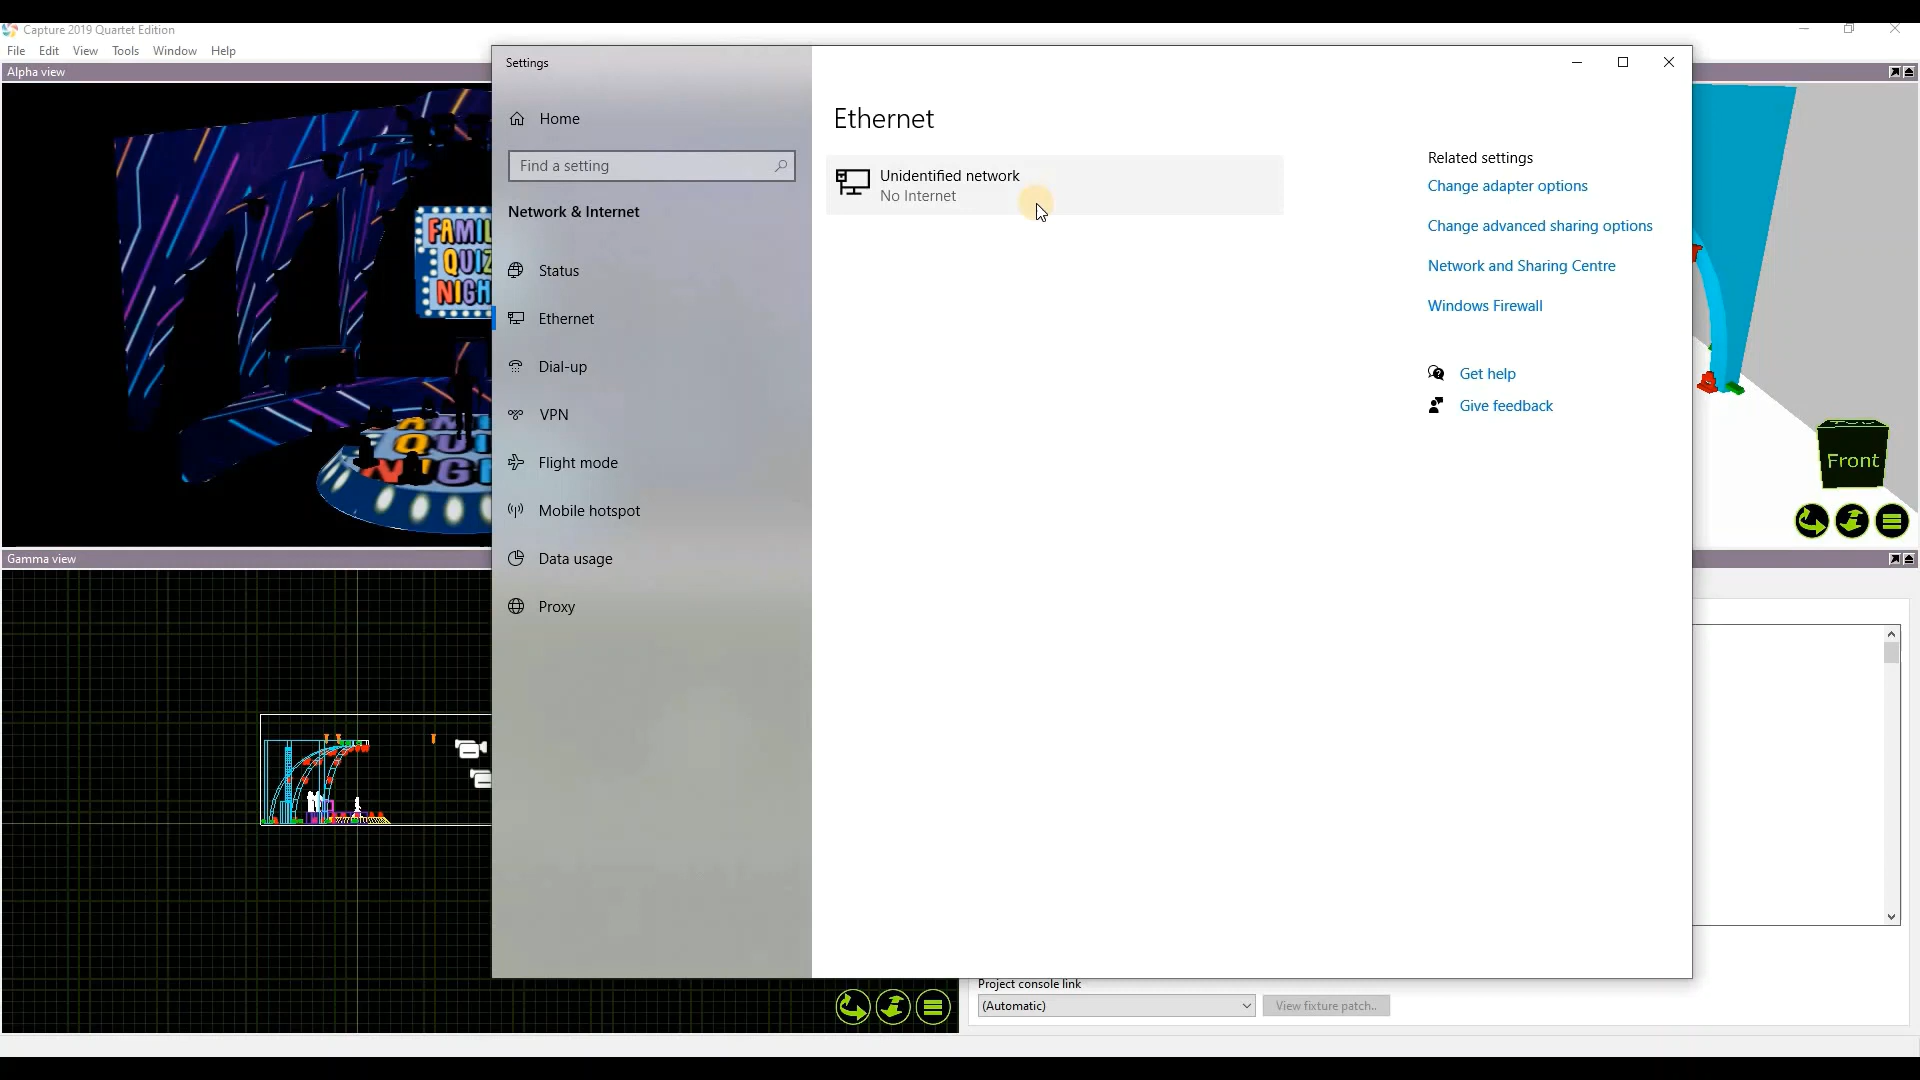 Capture 2019 Quartet Edition
File Edit View Tools Window Help
Alpha view
FAMIL
QUIZ
NIGH
Settings
Home
Find a setting
Network & Internet
Status
Ethernet
Dial-up
VPN
Flight mode
Mobile hotspot
Data usage
Proxy
Ethernet
Unidentified network
No Internet
Related settings
Change adapter options
Change advanced sharing options
Network and Sharing Centre
Windows Firewall
Get help
Give feedback
Front
Gamma view
Project console link
(Automatic)
View fixture patch..